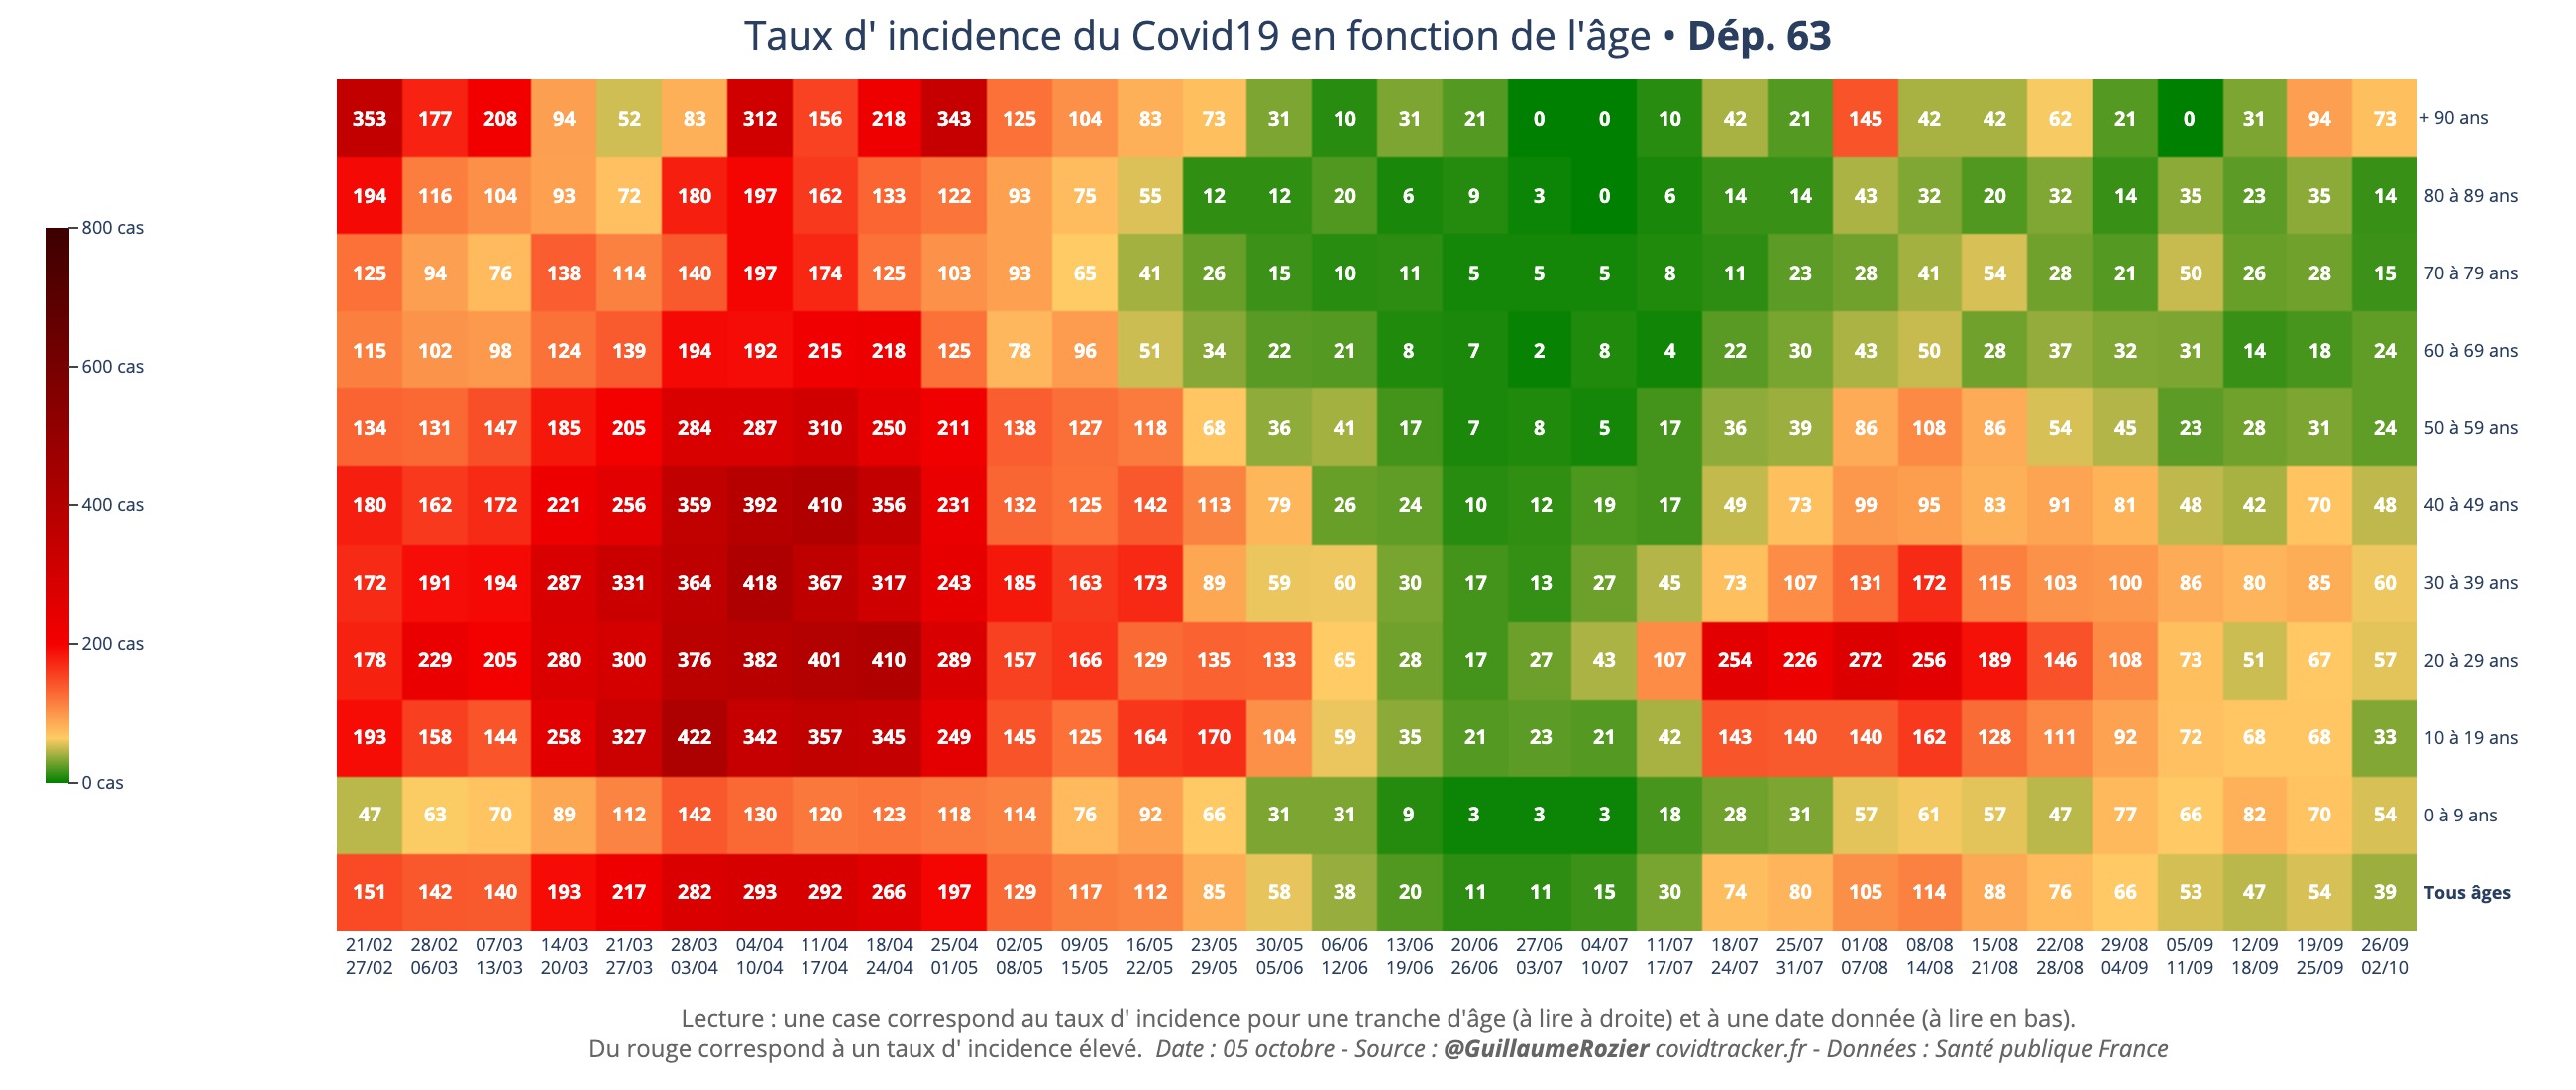 Taux d' incidence du Covid19 en fonction de l'âge • Dép. 63
353 177 208 94 52 83 312 156 218 343 125 104 83 73 31 10 31 21 0 0 10 42 21 145 42 42 62 21 0 31 94 73 + 90 ans
194 116 104 93 72 180 197 162 133 122 93 75 55 12 12 20 6 9 3 0 6 14 14 43 32 20 32 14 35 23 35 14 80 à 89 ans
800 cas
125 94 76 138 114 140 197 174 125 103 93 65 41 26 15 10 11 5 5 5 8 11 23 28 41 54 28 21 50 26 28 15 70 à 79 ans
115 102 98 124 139 194 192 215 218 125 78 96 51 34 22 21 8 7 2 8 4 22 30 43 50 28 37 32 31 14 18 24 60 à 69 ans
600 cas
134 131 147 185 205 284 287 310 250 211 138 127 118 68 36 41 17 7 8 5 17 36 39 86 108 86 54 45 23 28 31 24 50 à 59 ans
400 cas
180 162 172 221 256 359 392 410 356 231 132 125 142 113 79 26 24 10 12 19 17 49 73 99 95 83 91 81 48 42 70 48 40 à 49 ans
172 191 194 287 331 364 418 367 317 243 185 163 173 89 59 60 30 17 13 27 45 73 107 131 172 115 103 100 86 80 85 60 30 à 39 ans
200 cas
178 229 205 280 300 376 382 401 410 289 157 166 129 135 133 65 28 17 27 43 107 254 226 272 256 189 146 108 73 51 67 57 20 à 29 ans
193 158 144 258 327 422 342 357 345 249 145 125 164 170 104 59 35 21 23 21 42 143 140 140 162 128 111 92 72 68 68 33 10 à 19 ans
0 cas
47 63 70 89 112 142 130 120 123 118 114 76 92 66 31 31 9 3 3 3 18 28 31 57 61 57 47 77 66 82 70 54 0 à 9 ans
151 142 140 193 217 282 293 292 266 197 129 117 112 85 58 38 20 11 11 15 30 74 80 105 114 88 76 66 53 47 54 39 Tous âges
21/02 28/02 07/03 14/03 21/03 28/03 04/04 11/04 18/04 25/04 02/05 09/05 16/05 23/05 30/05 06/06 13/06 20/06 27/06 04/07 11/07 18/07 25/07 01/08 08/08 15/08 22/08 29/08 05/09 12/09 19/09 26/09
27/02 06/03 13/03 20/03 27/03 03/04 10/04 17/04 24/04 01/05 08/05 15/05 22/05 29/05 05/06 12/06 19/06 26/06 03/07 10/07 17/07 24/07 31/07 07/08 14/08 21/08 28/08 04/09 11/09 18/09 25/09 02/10
Lecture : une case correspond au taux d' incidence pour une tranche d'âge (à lire à droite) et à une date donnée (à lire en bas).
Du rouge correspond à un taux d' incidence élevé. Date : 05 octobre - Source : @GuillaumeRozier covidtracker.fr - Données : Santé publique France